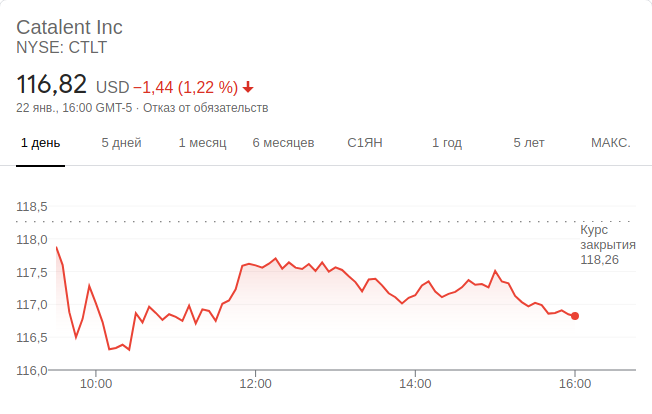 Catalent Inc
NYSE: CTLT
116,82 USD −1,44 (1,22 %)
22 янв., 16:00 GMT-5 · Отказ от обязательств
1 день 5 дней 1 месяц 6 месяцев С1ЯН 1 год 5 лет МАКС.
118,5
Курс
закрытия
118,26
118,0
117,5
117,0
116,5
116,0
10:00 12:00 14:00 16:00